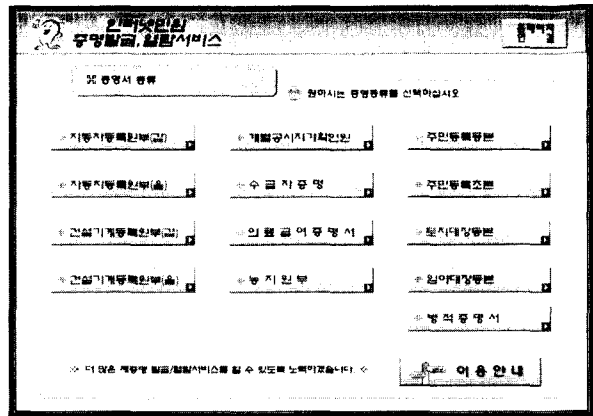 인터넷민원
증명발급,열람서비스
홈페이지
증명서 종류
원하시는 증명종류를 선택하십시오
자동차등록원부(갑)
개별공시지가확인원
주민등록등본
자동차등록원부(을)
수급자증명
주민등록초본
건설기계등록원부(갑)
의료급여증명서
토지대장등본
건설기계등록원부(을)
농지원부
임야대장등본
병적증명서
더 많은 제증명 발급/열람서비스를 할 수 있도록 노력하겠습니다.
이용안내